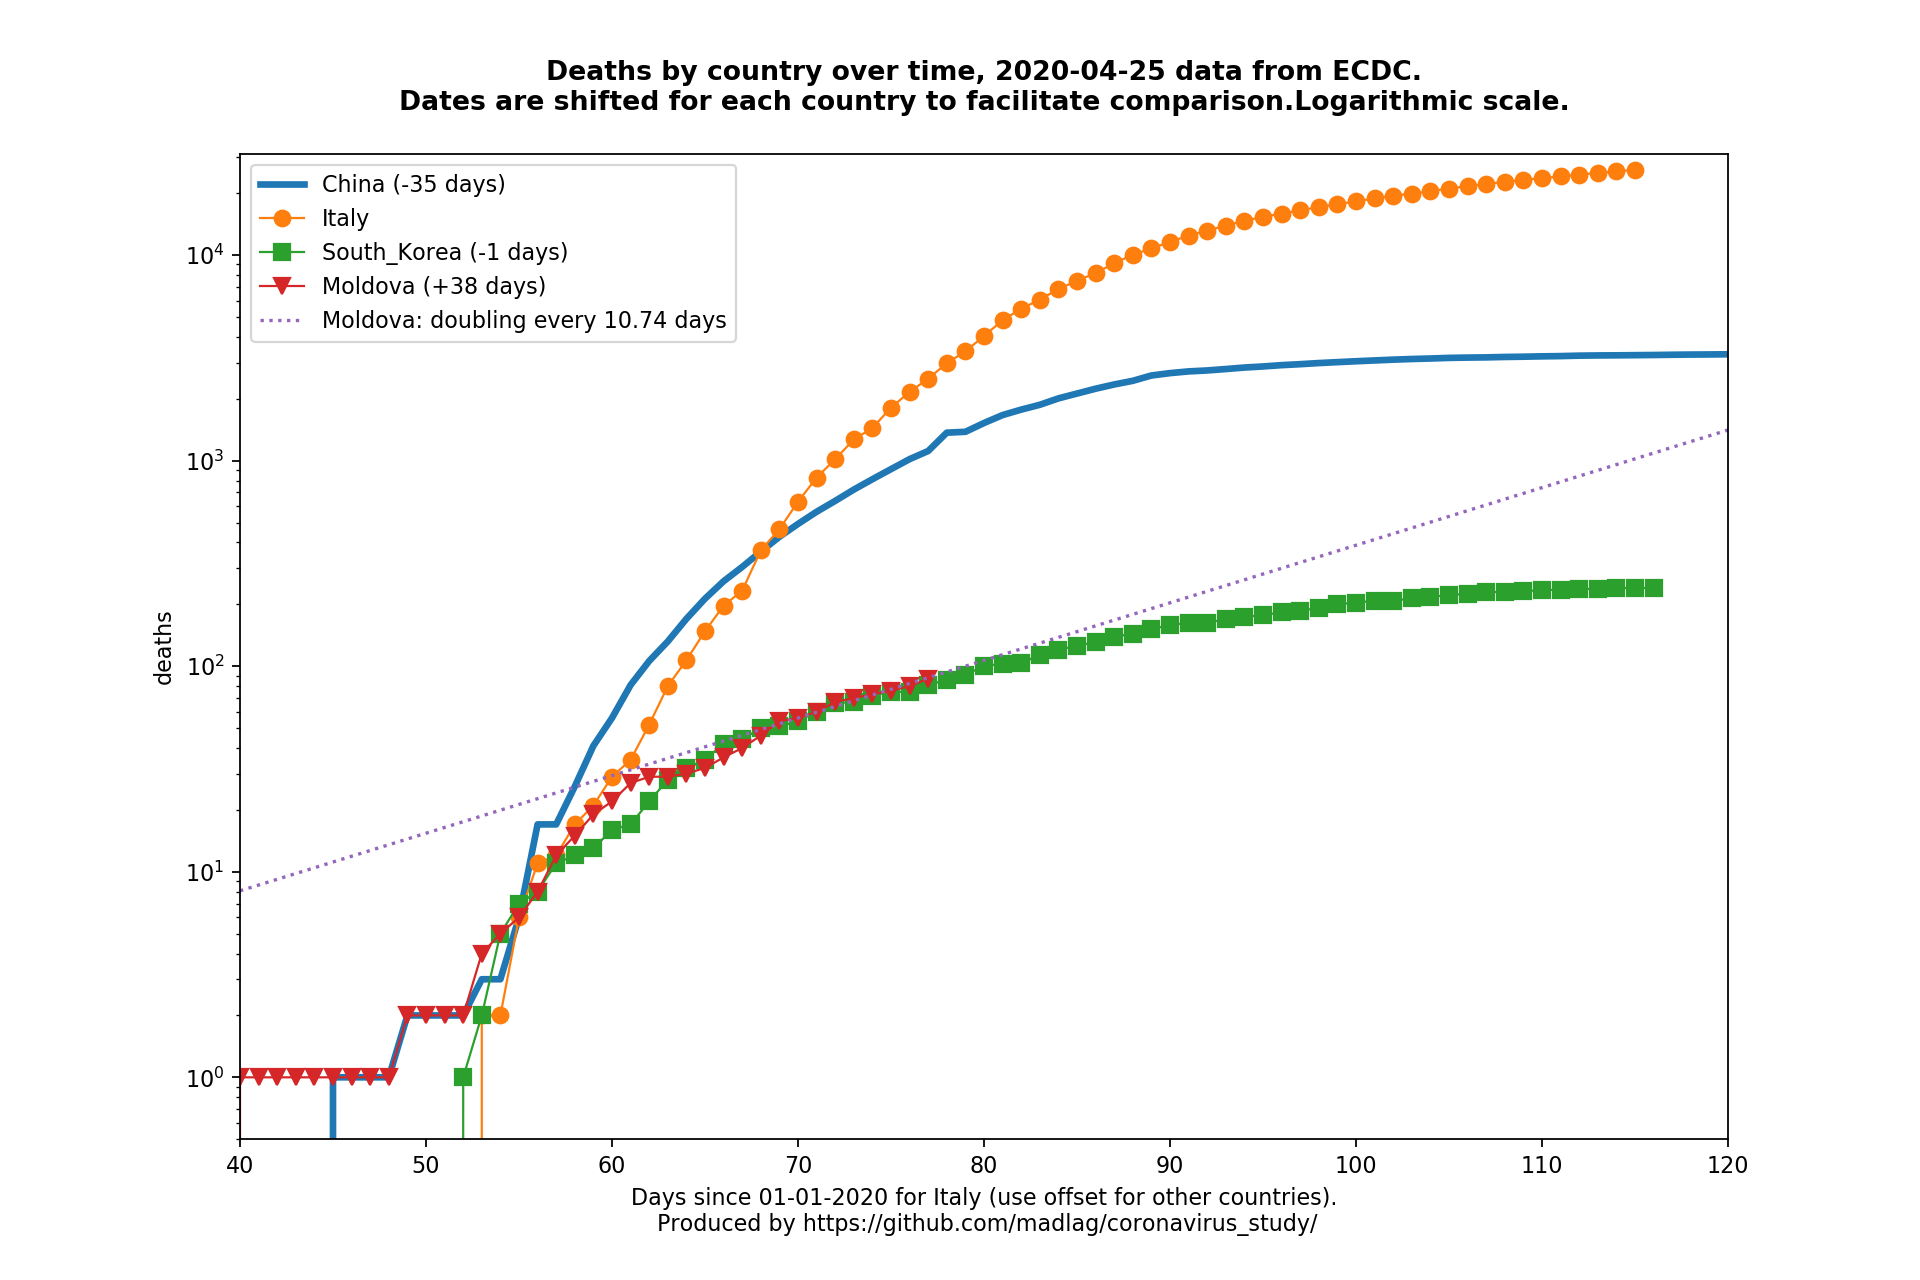 Deaths by country over time, 2020-04-25 data from ECDC.
Dates are shifted for each country to facilitate comparison.Logarithmic scale.
China (-35 days)
Italy
South_Korea (-1 days)
Moldova (+38 days)
Moldova: doubling every 10.74 days
deaths
10⁴
10³
10²
10¹
10⁰
40 50 60 70 80 90 100 110 120
Days since 01-01-2020 for Italy (use offset for other countries).
Produced by https://github.com/madlag/coronavirus_study/